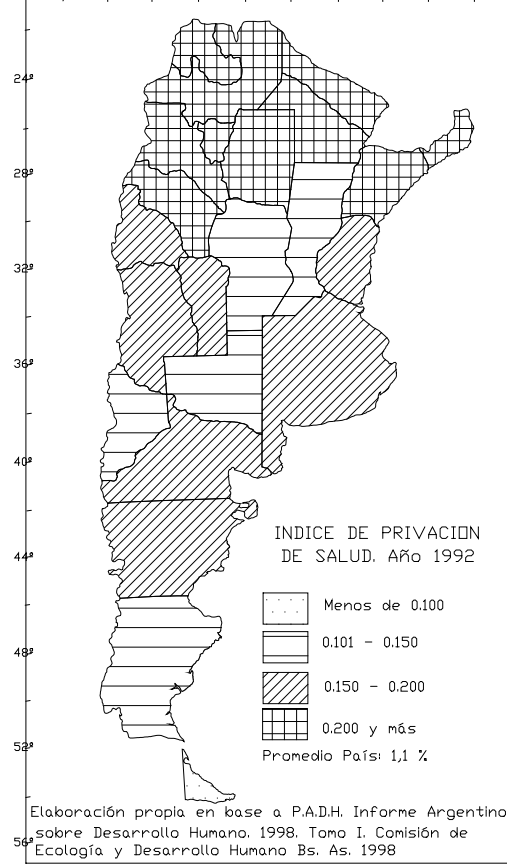 24º
28º
32º
36º
40º
44º
48º
52º
56º
INDICE DE PRIVACION
DE SALUD. Año 1992
Menos de 0.100
0.101 - 0.150
0.150 - 0.200
0.200 y más
Promedio País: 1,1 %
Elaboración propia en base a P.A.D.H. Informe Argentino
sobre Desarrollo Humano. 1998. Tomo I. Comisión de
Ecología y Desarrollo Humano Bs. As. 1998